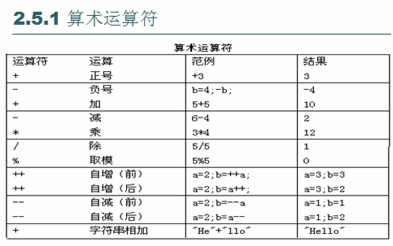 2.5.1 算术运算符
算术运算符
运算符 运算 范例 结果
+ 正号 +3 3
- 负号 b=4;-b; -4
+ 加 5+5 10
- 减 6-4 2
* 乘 3*4 12
/ 除 5/5 1
% 取模 5%5 0
++ 自增（前） a=2;b=++a; a=3;b=3
++ 自增（后） a=2;b=a++; a=3;b=2
-- 自减（前） a=2;b=--a a=1;b=1
-- 自减（后） a=2;b=a-- a=1;b=2
+ 字符串相加 "He"+"llo" "Hello"